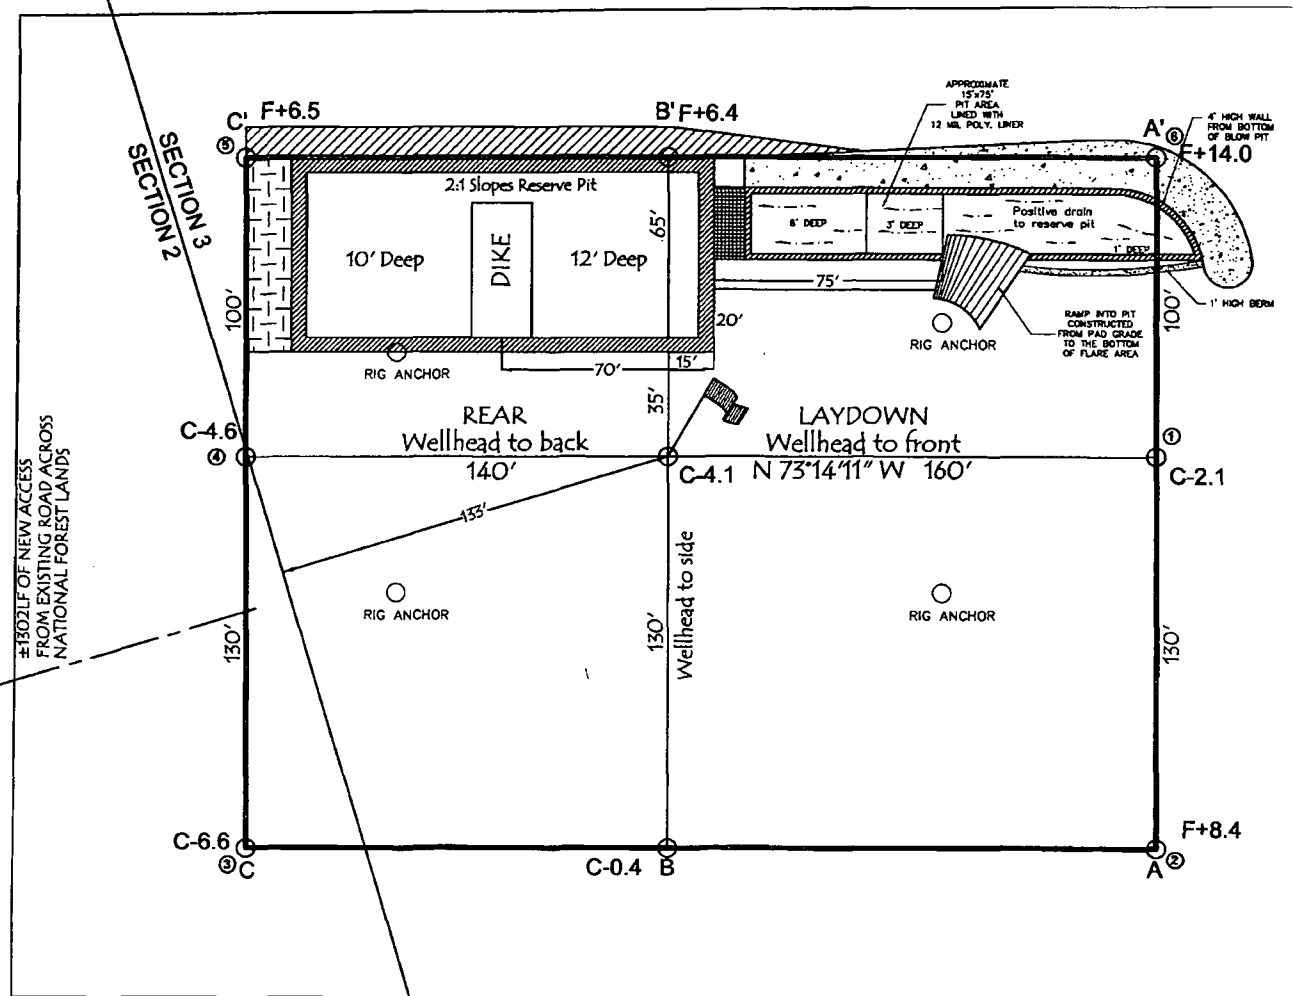 APPROXIMATE
15'x75'
PIT AREA
LINED WITH
12 MIL POLY. LINER
C'
F+6.5
B'
F+6.4
4' HIGH WALL
FROM BOTTOM
OF BLOW PIT
A'
⑥
F+14.0
⑤
SECTION 3
SECTION 2
2:1 Slopes Reserve Pit
10' Deep
DIKE
12' Deep
65'
8' DEEP
3' DEEP
Positive drain
to reserve pit
1' DEEP
75'
1' HIGH BERM
100'
100'
20'
RAMP INTO PIT
CONSTRUCTED
FROM PAD GRADE
TO THE BOTTOM
OF FLARE AREA
RIG ANCHOR
RIG ANCHOR
70'
15'
35'
REAR
Wellhead to back
140'
LAYDOWN
Wellhead to front
N 73°14'11" W 160'
C-4.6
④
C-4.1
①
C-2.1
±1302LF OF NEW ACCESS
FROM EXISTING ROAD ACROSS
NATIONAL FOREST LANDS
133'
RIG ANCHOR
RIG ANCHOR
130'
130'
Wellhead to side
130'
C-6.6
③
C
C-0.4
B
F+8.4
A
②